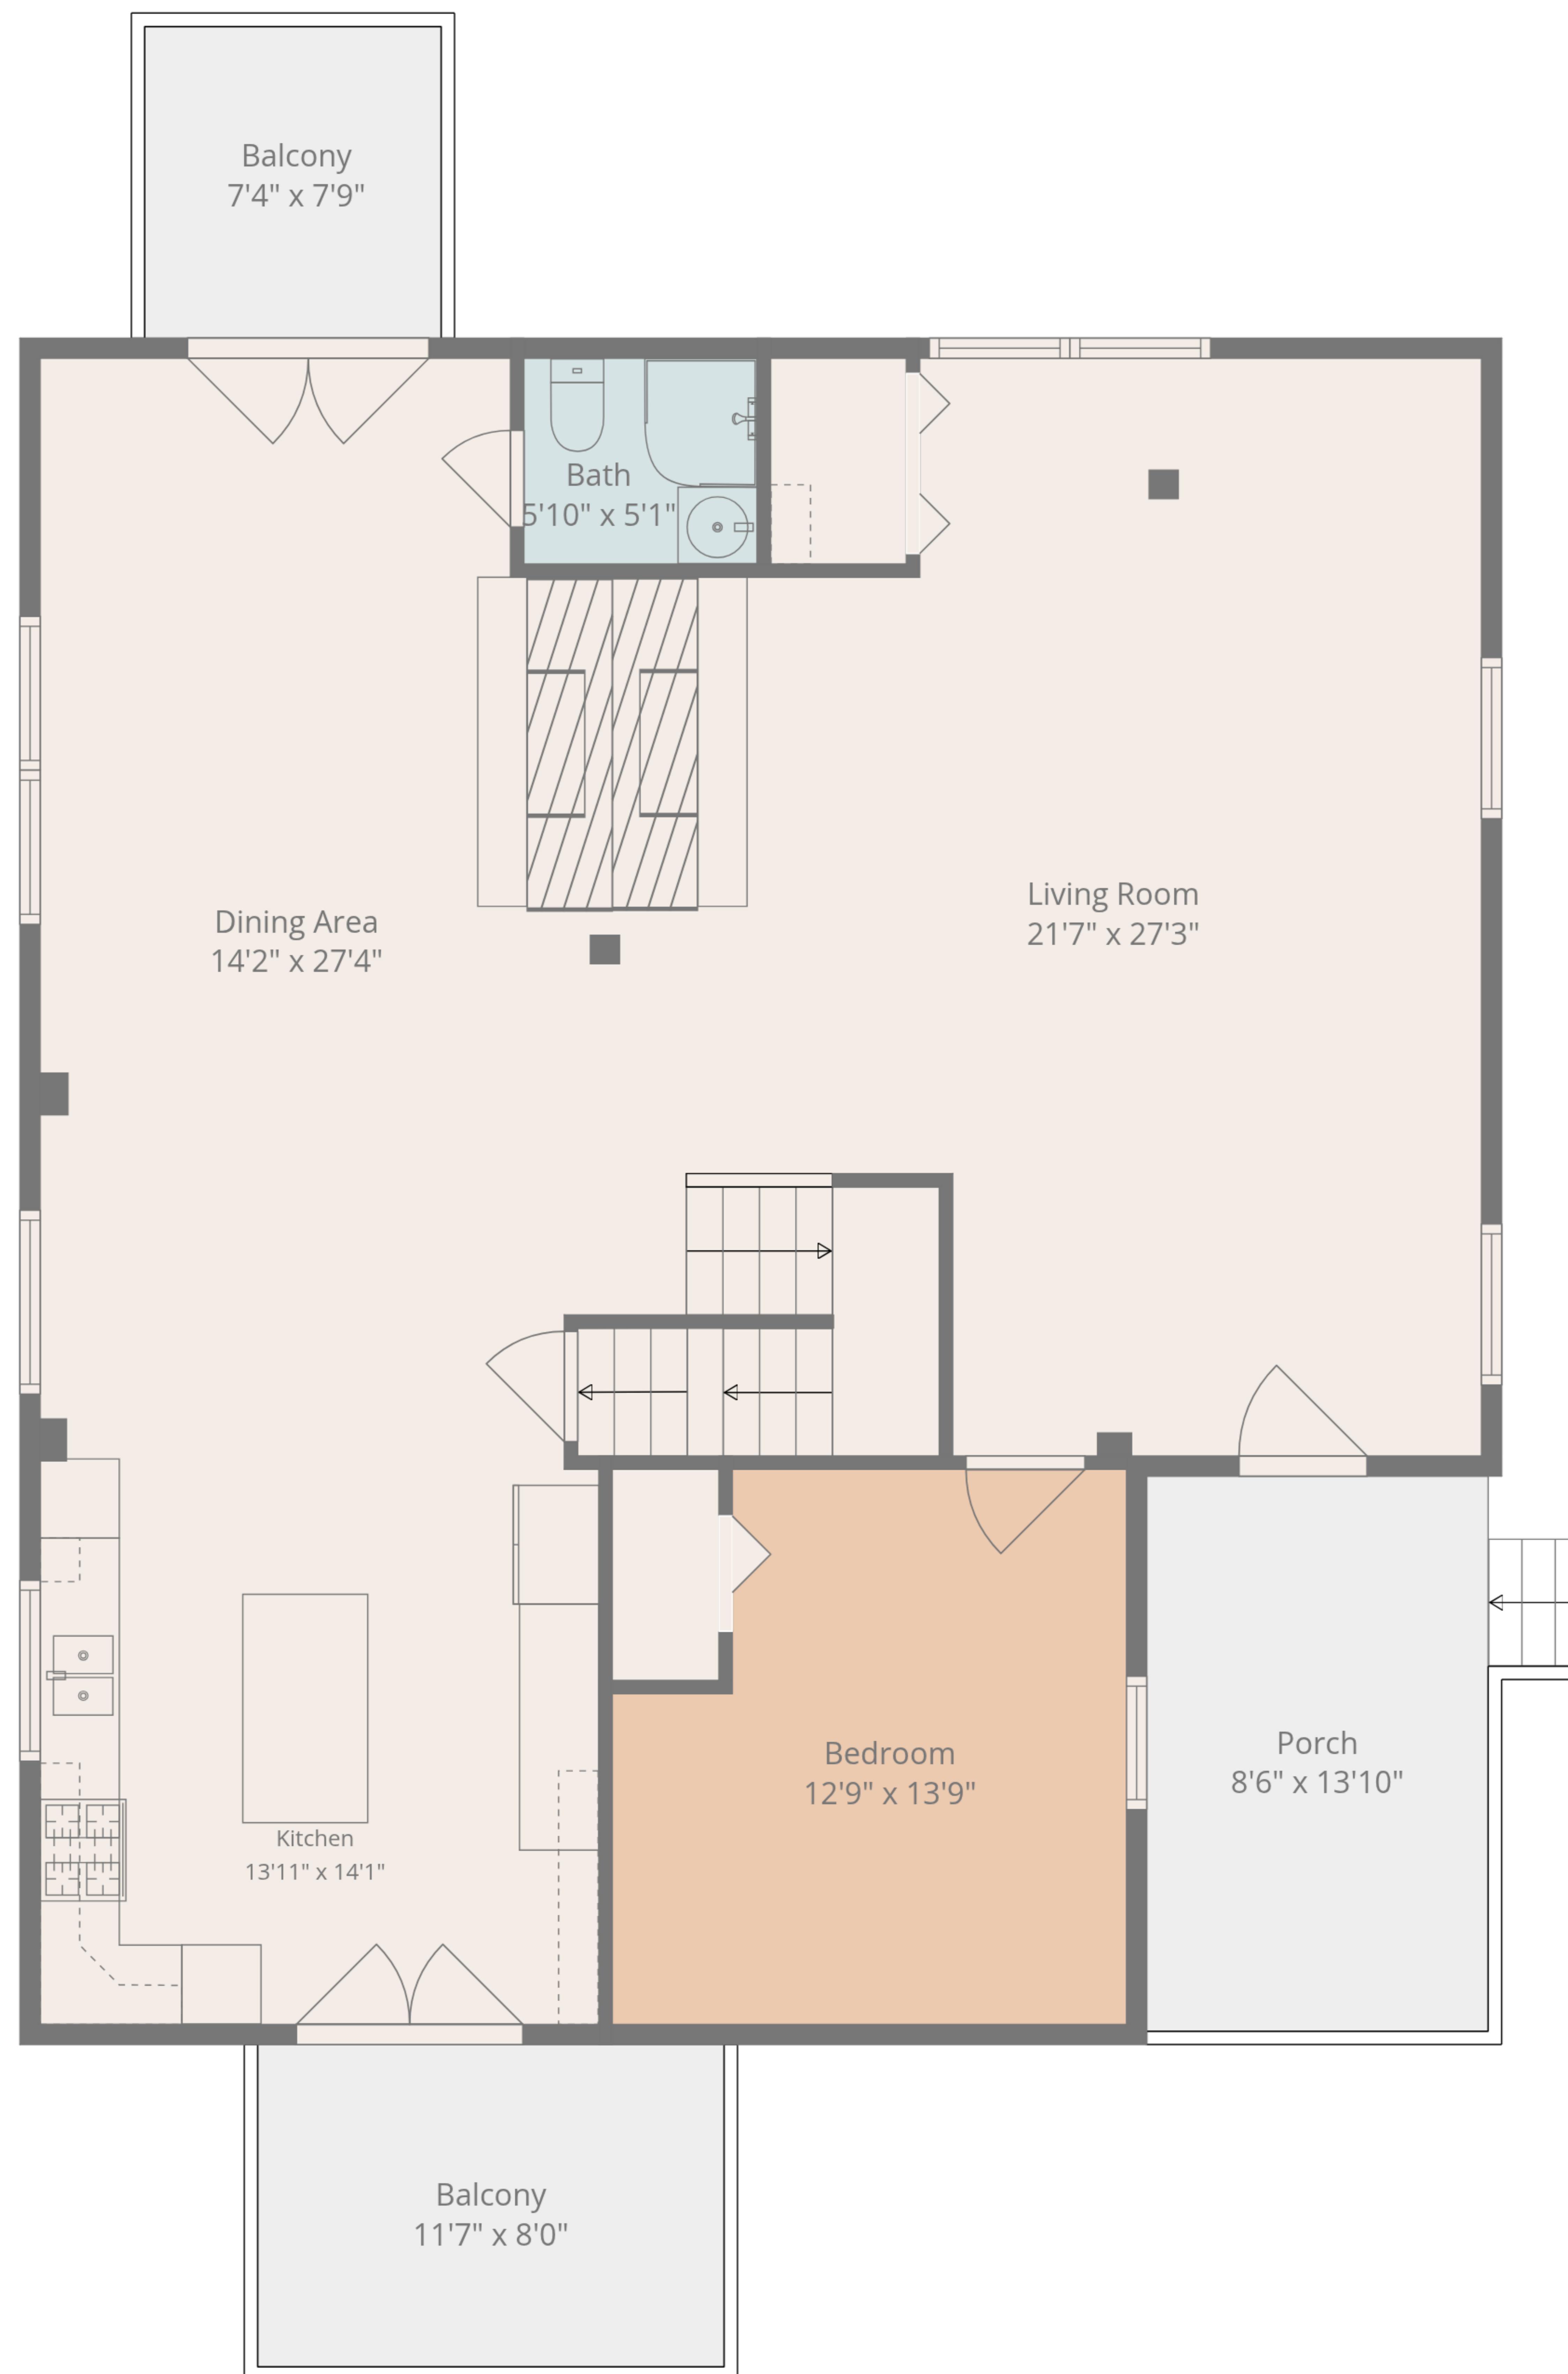 Balcony
7'4" x 7'9"
Bath
5'10" x 5'1"
Living Room
21'7" x 27'3"
Dining Area
14'2" x 27'4"
Bedroom
12'9" x 13'9"
Porch
8'6" x 13'10"
Kitchen
13'11" x 14'1"
Balcony
11'7" x 8'0"